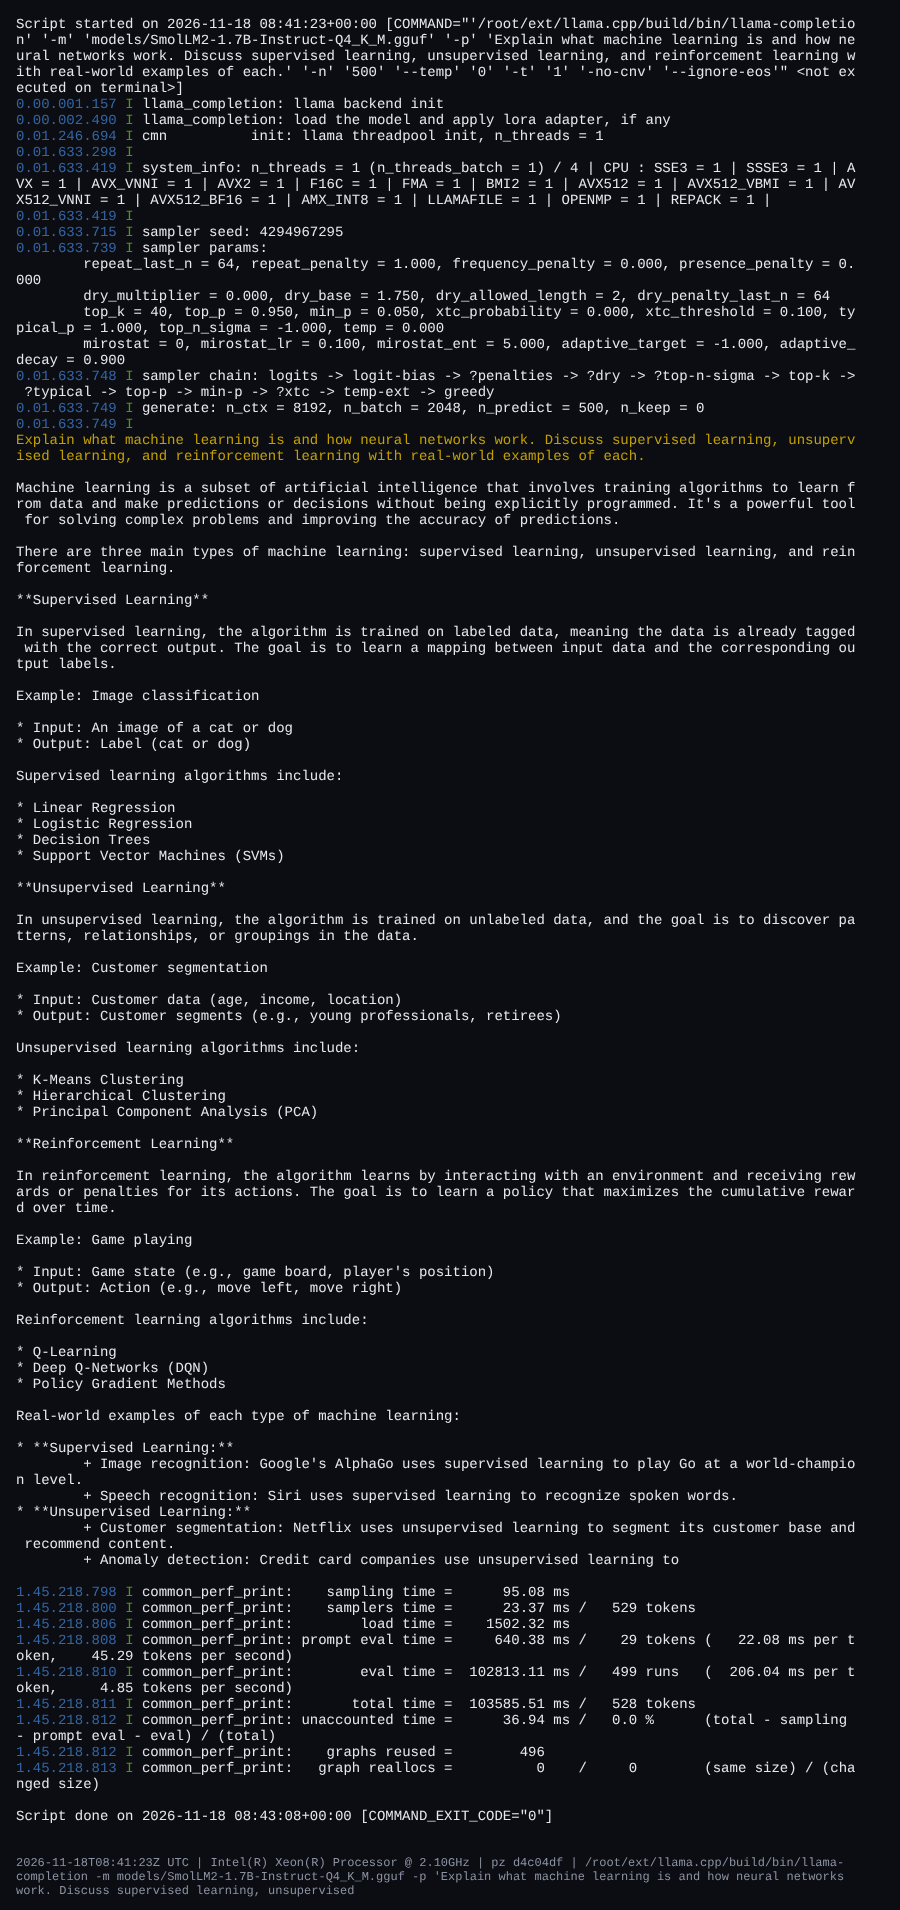 Script started on 2026-11-18 08:41:23+00:00 [COMMAND="'/root/ext/llama.cpp/build/bin/llama-completio
n' '-m' 'models/SmolLM2-1.7B-Instruct-Q4_K_M.gguf' '-p' 'Explain what machine learning is and how ne
ural networks work. Discuss supervised learning, unsupervised learning, and reinforcement learning w
ith real-world examples of each.' '-n' '500' '--temp' '0' '-t' '1' '-no-cnv' '--ignore-eos'" <not ex
ecuted on terminal>]
0.00.001.157 I llama_completion: llama backend init
0.00.002.490 I llama_completion: load the model and apply lora adapter, if any
0.01.246.694 I cmn          init: llama threadpool init, n_threads = 1
0.01.633.298 I
0.01.633.419 I system_info: n_threads = 1 (n_threads_batch = 1) / 4 | CPU : SSE3 = 1 | SSSE3 = 1 | A
VX = 1 | AVX_VNNI = 1 | AVX2 = 1 | F16C = 1 | FMA = 1 | BMI2 = 1 | AVX512 = 1 | AVX512_VBMI = 1 | AV
X512_VNNI = 1 | AVX512_BF16 = 1 | AMX_INT8 = 1 | LLAMAFILE = 1 | OPENMP = 1 | REPACK = 1 |
0.01.633.419 I
0.01.633.715 I sampler seed: 4294967295
0.01.633.739 I sampler params:
        repeat_last_n = 64, repeat_penalty = 1.000, frequency_penalty = 0.000, presence_penalty = 0.
000
        dry_multiplier = 0.000, dry_base = 1.750, dry_allowed_length = 2, dry_penalty_last_n = 64
        top_k = 40, top_p = 0.950, min_p = 0.050, xtc_probability = 0.000, xtc_threshold = 0.100, ty
pical_p = 1.000, top_n_sigma = -1.000, temp = 0.000
        mirostat = 0, mirostat_lr = 0.100, mirostat_ent = 5.000, adaptive_target = -1.000, adaptive_
decay = 0.900
0.01.633.748 I sampler chain: logits -> logit-bias -> ?penalties -> ?dry -> ?top-n-sigma -> top-k ->
 ?typical -> top-p -> min-p -> ?xtc -> temp-ext -> greedy
0.01.633.749 I generate: n_ctx = 8192, n_batch = 2048, n_predict = 500, n_keep = 0
0.01.633.749 I
Explain what machine learning is and how neural networks work. Discuss supervised learning, unsuperv
ised learning, and reinforcement learning with real-world examples of each.

Machine learning is a subset of artificial intelligence that involves training algorithms to learn f
rom data and make predictions or decisions without being explicitly programmed. It's a powerful tool
 for solving complex problems and improving the accuracy of predictions.

There are three main types of machine learning: supervised learning, unsupervised learning, and rein
forcement learning.

**Supervised Learning**

In supervised learning, the algorithm is trained on labeled data, meaning the data is already tagged
 with the correct output. The goal is to learn a mapping between input data and the corresponding ou
tput labels.

Example: Image classification

* Input: An image of a cat or dog
* Output: Label (cat or dog)

Supervised learning algorithms include:

* Linear Regression
* Logistic Regression
* Decision Trees
* Support Vector Machines (SVMs)

**Unsupervised Learning**

In unsupervised learning, the algorithm is trained on unlabeled data, and the goal is to discover pa
tterns, relationships, or groupings in the data.

Example: Customer segmentation

* Input: Customer data (age, income, location)
* Output: Customer segments (e.g., young professionals, retirees)

Unsupervised learning algorithms include:

* K-Means Clustering
* Hierarchical Clustering
* Principal Component Analysis (PCA)

**Reinforcement Learning**

In reinforcement learning, the algorithm learns by interacting with an environment and receiving rew
ards or penalties for its actions. The goal is to learn a policy that maximizes the cumulative rewar
d over time.

Example: Game playing

* Input: Game state (e.g., game board, player's position)
* Output: Action (e.g., move left, move right)

Reinforcement learning algorithms include:

* Q-Learning
* Deep Q-Networks (DQN)
* Policy Gradient Methods

Real-world examples of each type of machine learning:

* **Supervised Learning:**
        + Image recognition: Google's AlphaGo uses supervised learning to play Go at a world-champio
n level.
        + Speech recognition: Siri uses supervised learning to recognize spoken words.
* **Unsupervised Learning:**
        + Customer segmentation: Netflix uses unsupervised learning to segment its customer base and
 recommend content.
        + Anomaly detection: Credit card companies use unsupervised learning to

1.45.218.798 I common_perf_print:    sampling time =      95.08 ms
1.45.218.800 I common_perf_print:    samplers time =      23.37 ms /   529 tokens
1.45.218.806 I common_perf_print:        load time =    1502.32 ms
1.45.218.808 I common_perf_print: prompt eval time =     640.38 ms /    29 tokens (   22.08 ms per t
oken,    45.29 tokens per second)
1.45.218.810 I common_perf_print:        eval time =  102813.11 ms /   499 runs   (  206.04 ms per t
oken,     4.85 tokens per second)
1.45.218.811 I common_perf_print:       total time =  103585.51 ms /   528 tokens
1.45.218.812 I common_perf_print: unaccounted time =      36.94 ms /   0.0 %      (total - sampling
- prompt eval - eval) / (total)
1.45.218.812 I common_perf_print:    graphs reused =        496
1.45.218.813 I common_perf_print:   graph reallocs =          0    /     0        (same size) / (cha
nged size)

Script done on 2026-11-18 08:43:08+00:00 [COMMAND_EXIT_CODE="0"]

2026-11-18T08:41:23Z UTC | Intel(R) Xeon(R) Processor @ 2.10GHz | pz d4c04df | /root/ext/llama.cpp/build/bin/llama-
completion -m models/SmolLM2-1.7B-Instruct-Q4_K_M.gguf -p 'Explain what machine learning is and how neural networks
work. Discuss supervised learning, unsupervised